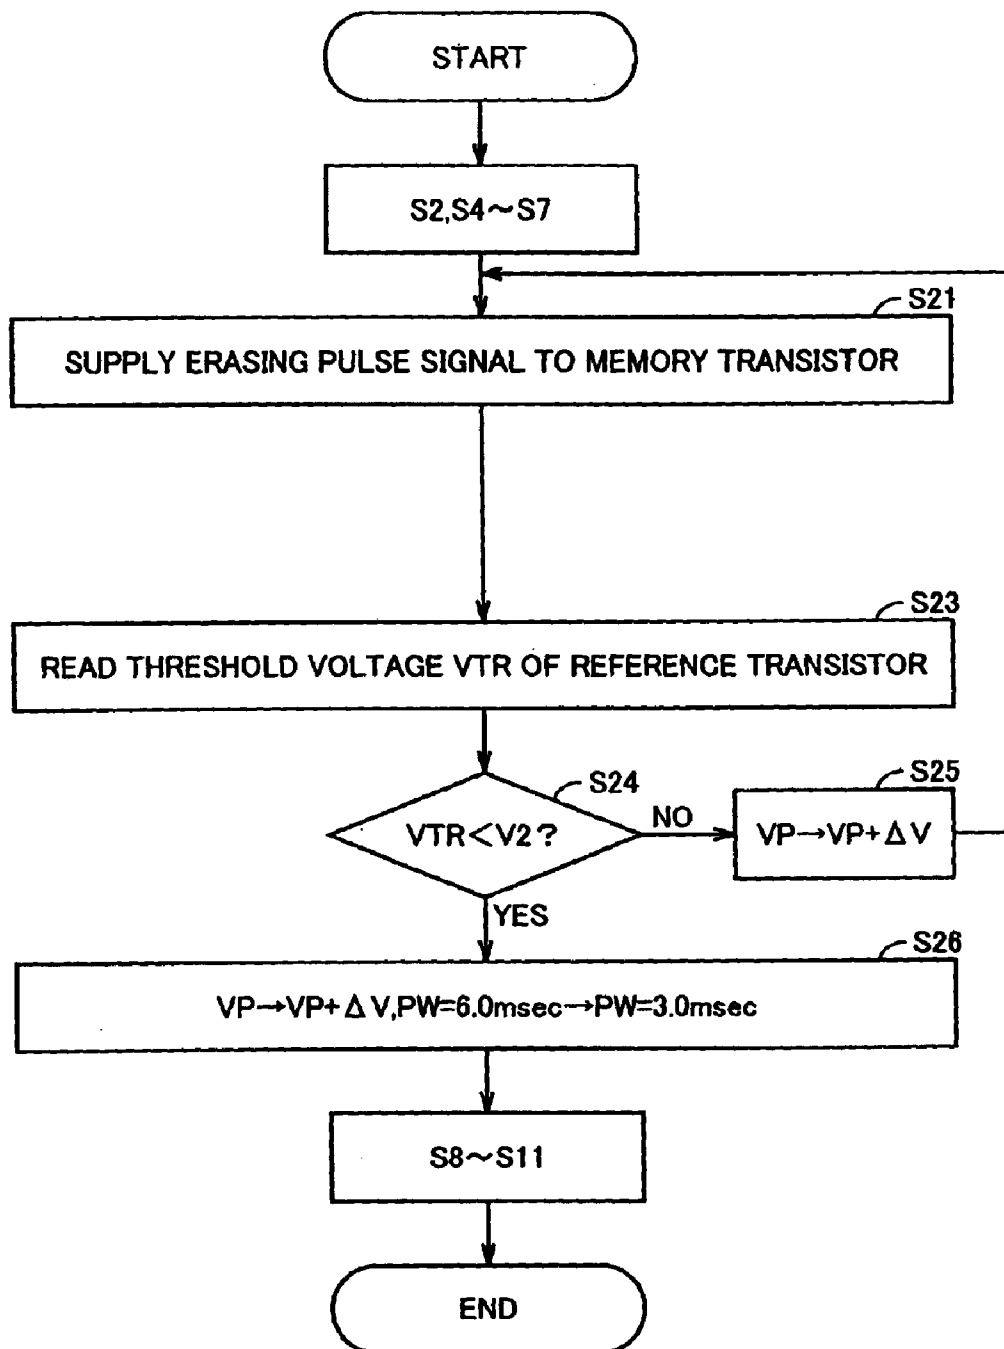 START
S2,S4～S7
S21
SUPPLY ERASING PULSE SIGNAL TO MEMORY TRANSISTOR
S23
READ THRESHOLD VOLTAGE VTR OF REFERENCE TRANSISTOR
S24
VTR＜V2？
NO
S25
VP→VP+ΔV
YES
S26
VP→VP+ΔV,PW=6.0msec→PW=3.0msec
S8～S11
END